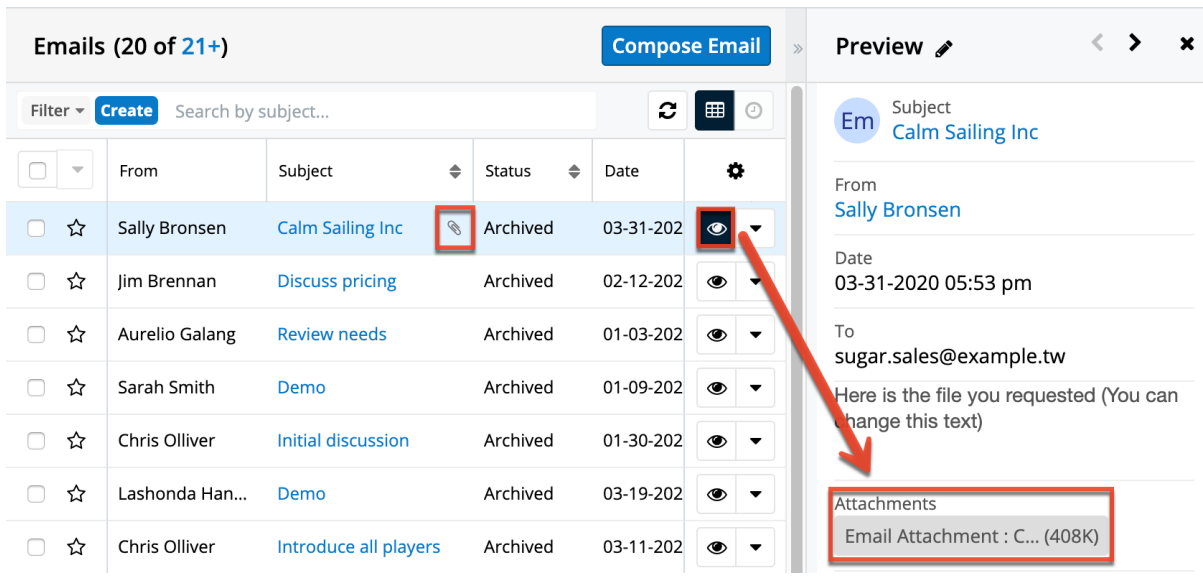 Emails (20 of 21+)
Compose Email
»
Filter
Create
Search by subject...
From
Subject
Status
Date
Sally Bronsen
Calm Sailing Inc
Archived
03-31-202
Jim Brennan
Discuss pricing
Archived
02-12-202
Aurelio Galang
Review needs
Archived
01-03-202
Sarah Smith
Demo
Archived
01-09-202
Chris Olliver
Initial discussion
Archived
01-30-202
Lashonda Han...
Demo
Archived
03-19-202
Chris Olliver
Introduce all players
Archived
03-11-202
Preview
Em
Subject
Calm Sailing Inc
From
Sally Bronsen
Date
03-31-2020 05:53 pm
To
sugar.sales@example.tw
Here is the file you requested (You can
change this text)
Attachments
Email Attachment : C... (408K)